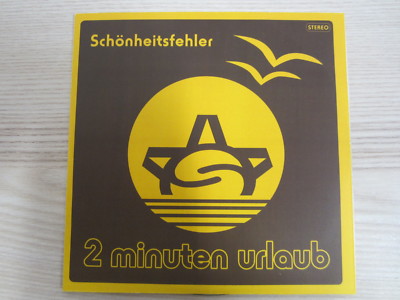 Schönheitsfehler
STEREO
2 minuten urlaub